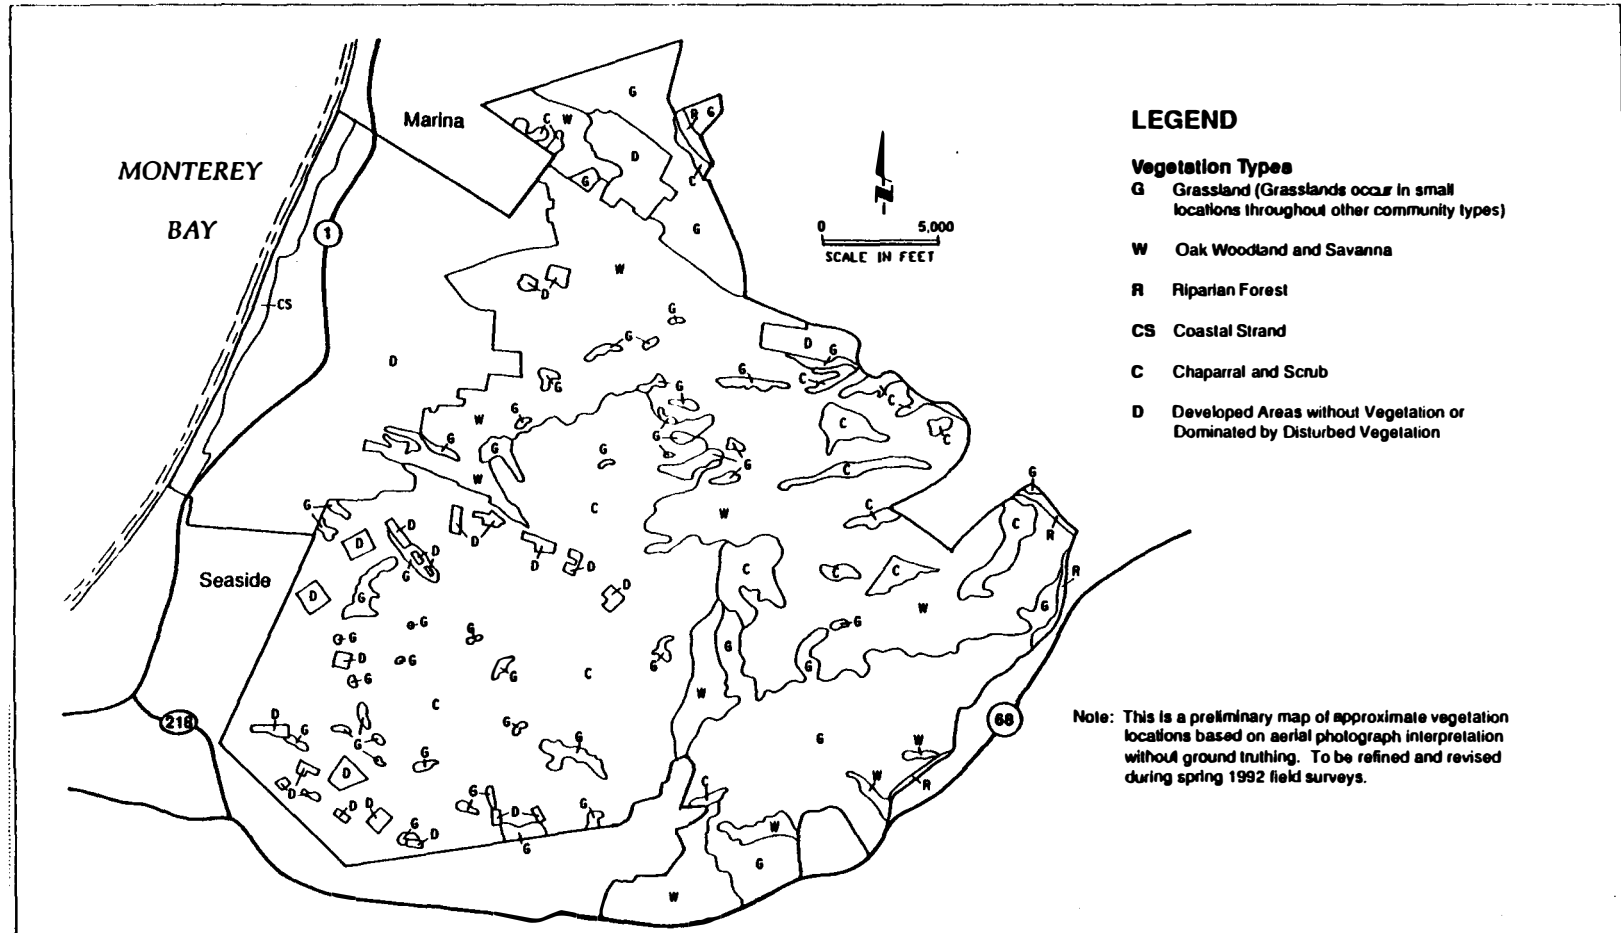 Marina
MONTEREY
BAY
1
CS
Seaside
218
68
G
C W
D
G
R G
C
G
W
D
G
G
D
D
G
G
C
G
C
C
C
G
W
G
G
W
G
G
G
C
W
C
C
G
R
R
G
C
C
C
W
G
G
G
W
G
D
D
D
G
D
D
D
D
G
G
G
D
G
G
G
G
C
C
G
D
G
G
G
G
G
D
D
D
D
G
D
G
D
G
G
C
W
G
W
G
W
W
R
0 5,000
SCALE IN FEET
N
LEGEND
Vegetation Types
G Grassland (Grasslands occur in small
locations throughout other community types)
W Oak Woodland and Savanna
R Riparian Forest
CS Coastal Strand
C Chaparral and Scrub
D Developed Areas without Vegetation or
Dominated by Disturbed Vegetation
Note: This is a preliminary map of approximate vegetation
locations based on aerial photograph interpretation
without ground truthing. To be refined and revised
during spring 1992 field surveys.